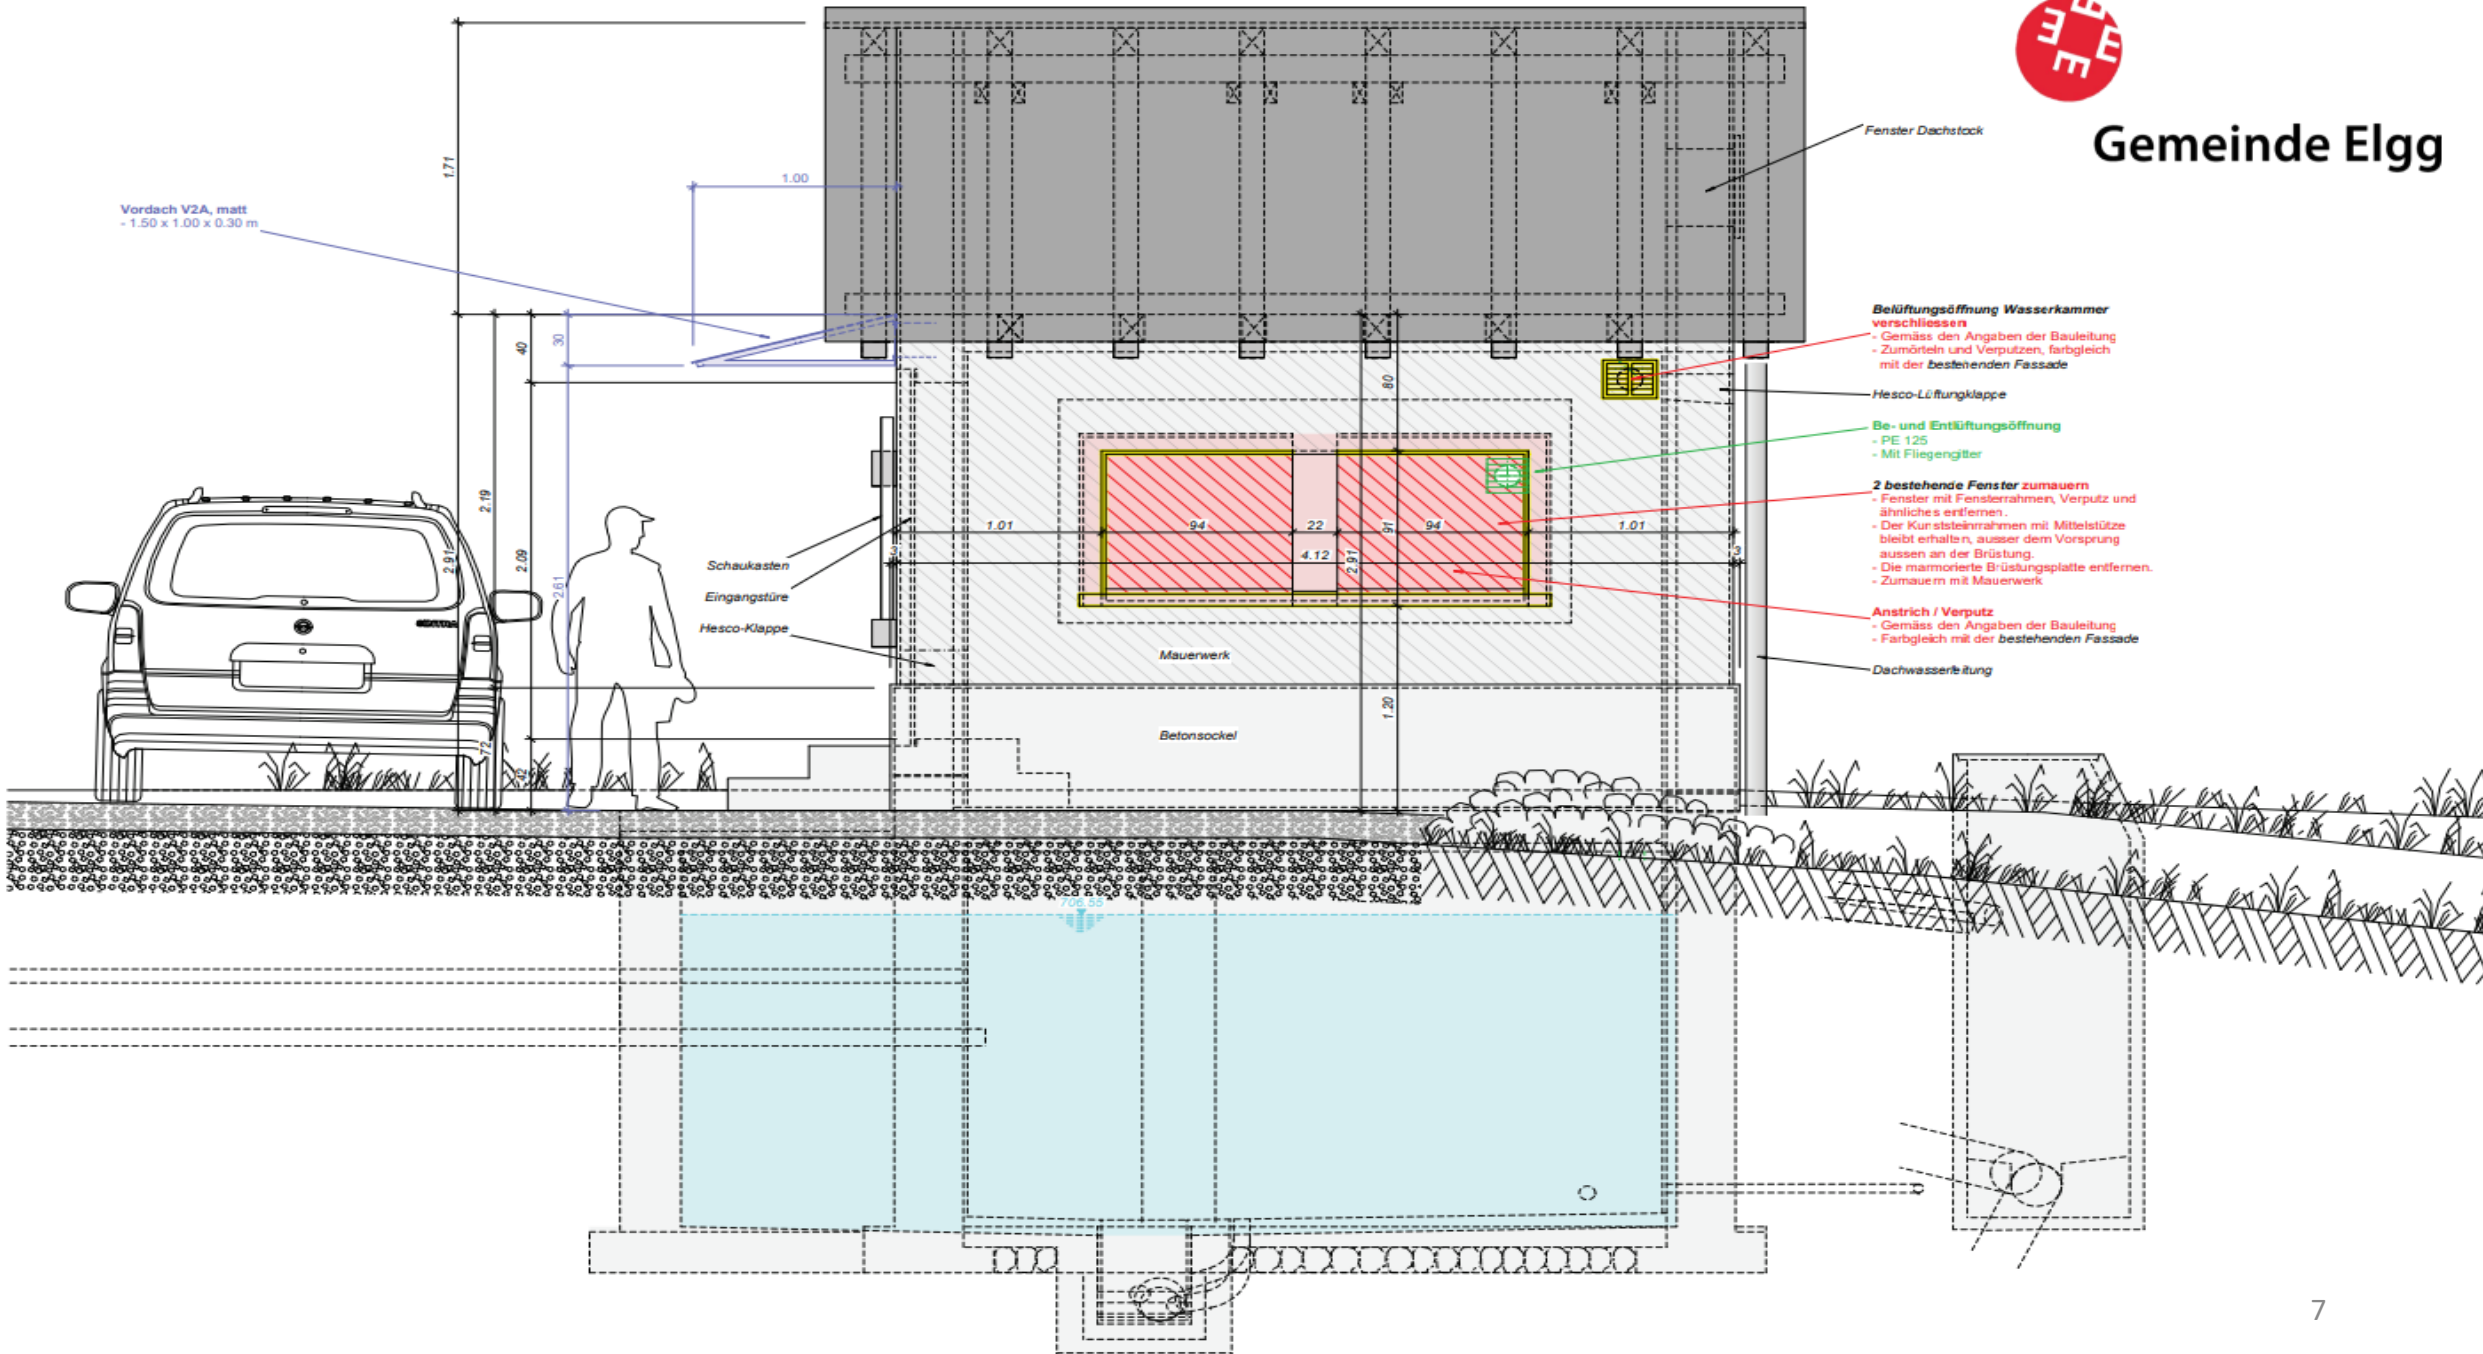 Gemeinde Elgg
Fenster Dachstock
1.71
1.00
Vordach V2A, matt
- 1.50 x 1.00 x 0.30 m
30
40
Belüftungsöffnung Wasserkammer
verschliessen
- Gemäss den Angaben der Bauleitung
- Zumörteln und Verputzen, farbgleich
mit der bestehenden Fassade
80
Hesco-Lüftungklappe
Be- und Entlüftungsöffnung
- PE 125
- Mit Fliegengitter
2 bestehende Fenster zumauern
- Fenster mit Fensterrahmen, Verputz und
ähnliches entfernen.
- Der Kunststeinrahmen mit Mittelstütze
bleibt erhalten, ausser dem Vorsprung
aussen an der Brüstung.
- Die marmorierte Brüstungsplatte entfernen.
- Zumauern mit Mauerwerk
2.19
2.91
2.09
2.61
1.01
94
22
91
94
1.01
3
4.12
2.91
3
Schaukasten
Eingangstüre
Hesco-Klappe
Anstrich / Verputz
- Gemäss den Angaben der Bauleitung
- Farbgleich mit der bestehenden Fassade
Mauerwerk
Dachwasserleitung
1.20
Betonsockel
72
42
706.55
7